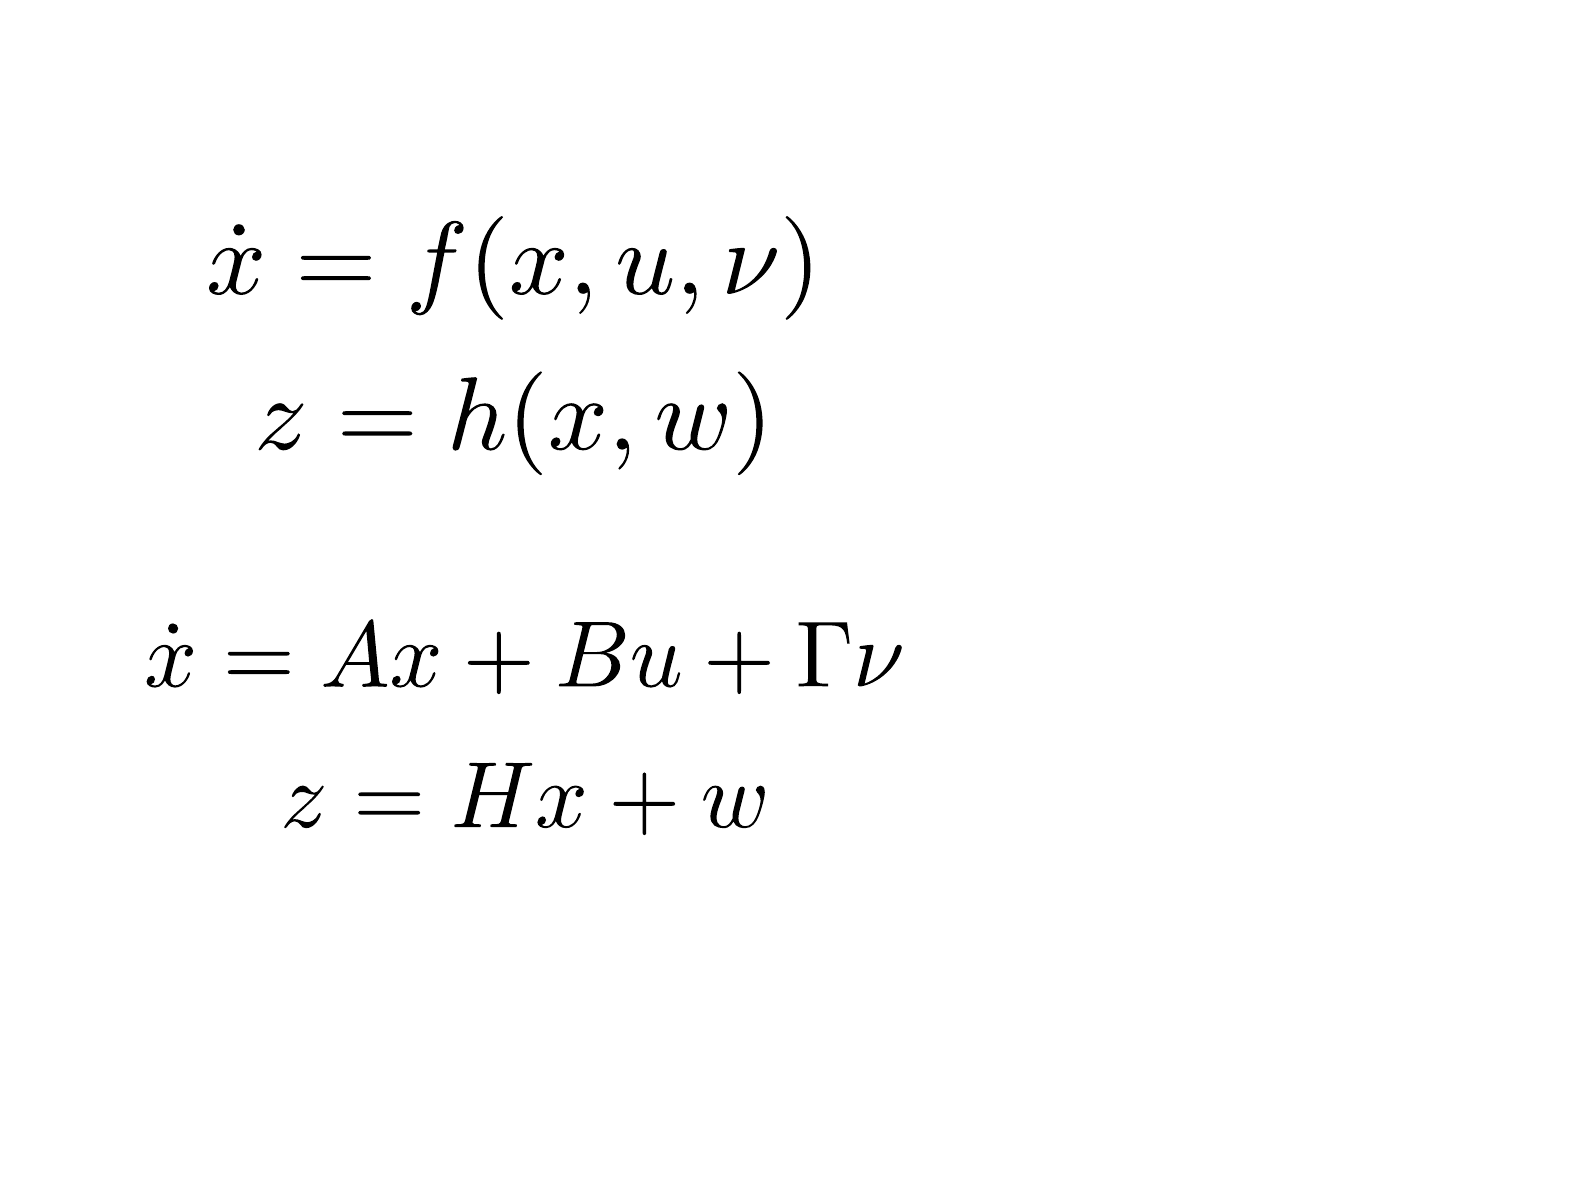 ẋ = f(x, u, ν)
z = h(x, w)
ẋ = Ax + Bu + Γν
z = Hx + w